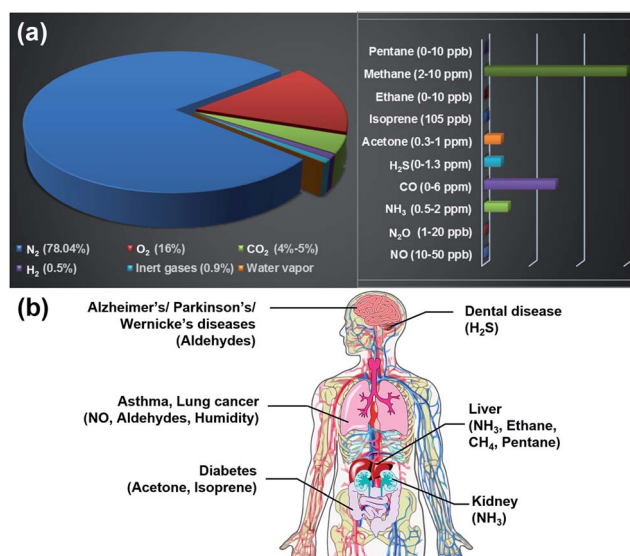 (a)
N₂ (78.04%)
O₂ (16%)
CO₂ (4%-5%)
H₂ (0.5%)
Inert gases (0.9%)
Water vapor
Pentane (0-10 ppb)
Methane (2-10 ppm)
Ethane (0-10 ppb)
Isoprene (105 ppb)
Acetone (0.3-1 ppm)
H₂S (0-1.3 ppm)
CO (0-6 ppm)
NH₃ (0.5-2 ppm)
N₂O (1-20 ppb)
NO (10-50 ppb)
(b)
Alzheimer's/ Parkinson's/
Wernicke's diseases
(Aldehydes)
Dental disease
(H₂S)
Asthma, Lung cancer
(NO, Aldehydes, Humidity)
Liver
(NH₃, Ethane,
CH₄, Pentane)
Diabetes
(Acetone, Isoprene)
Kidney
(NH₃)